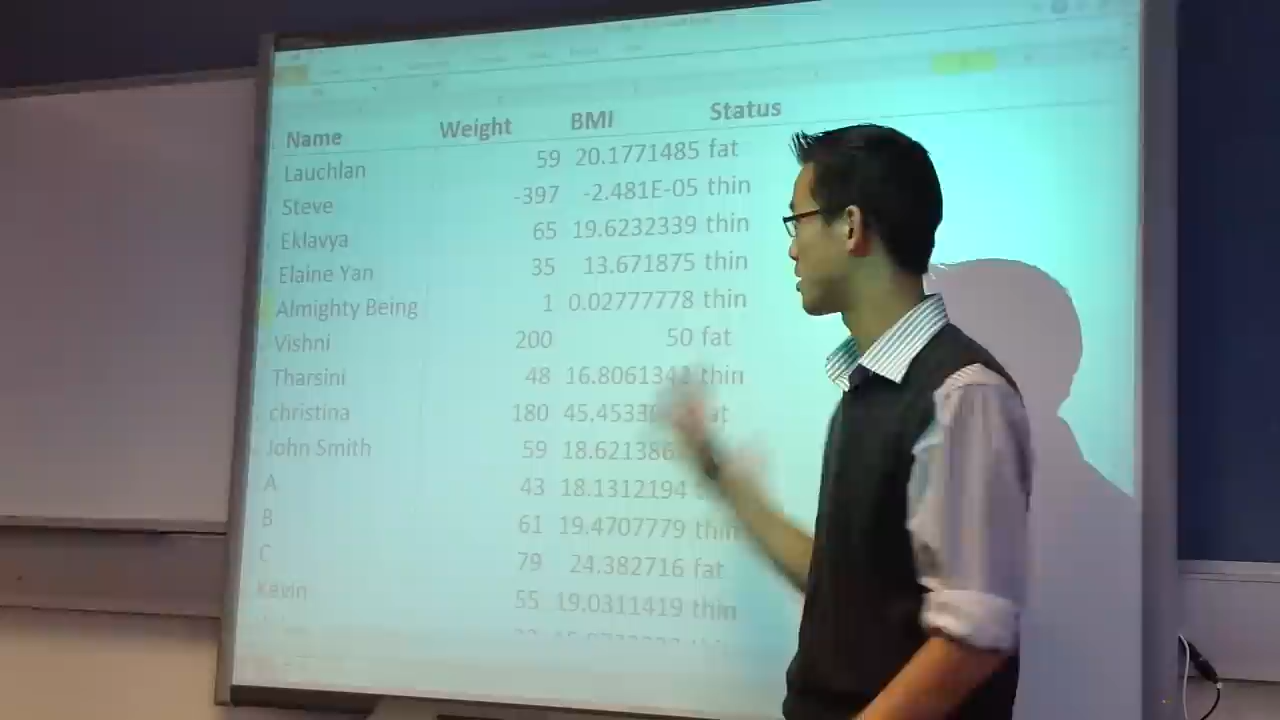 Name Weight BMI Status
Lauchlan 59 20.1771485 fat
Steve -397 -2.481E-05 thin
Eklavya 65 19.6232339 thin
Elaine Yan 35 13.671875 thin
Almighty Being 1 0.02777778 thin
Vishni 200 50 fat
Tharsini 48 thin
christina 180
John Smith 59
A 43 18.1312194
B 61 19.4707779 thin
C 79 24.382716 fat
Kevin 55 19.0311419 thin